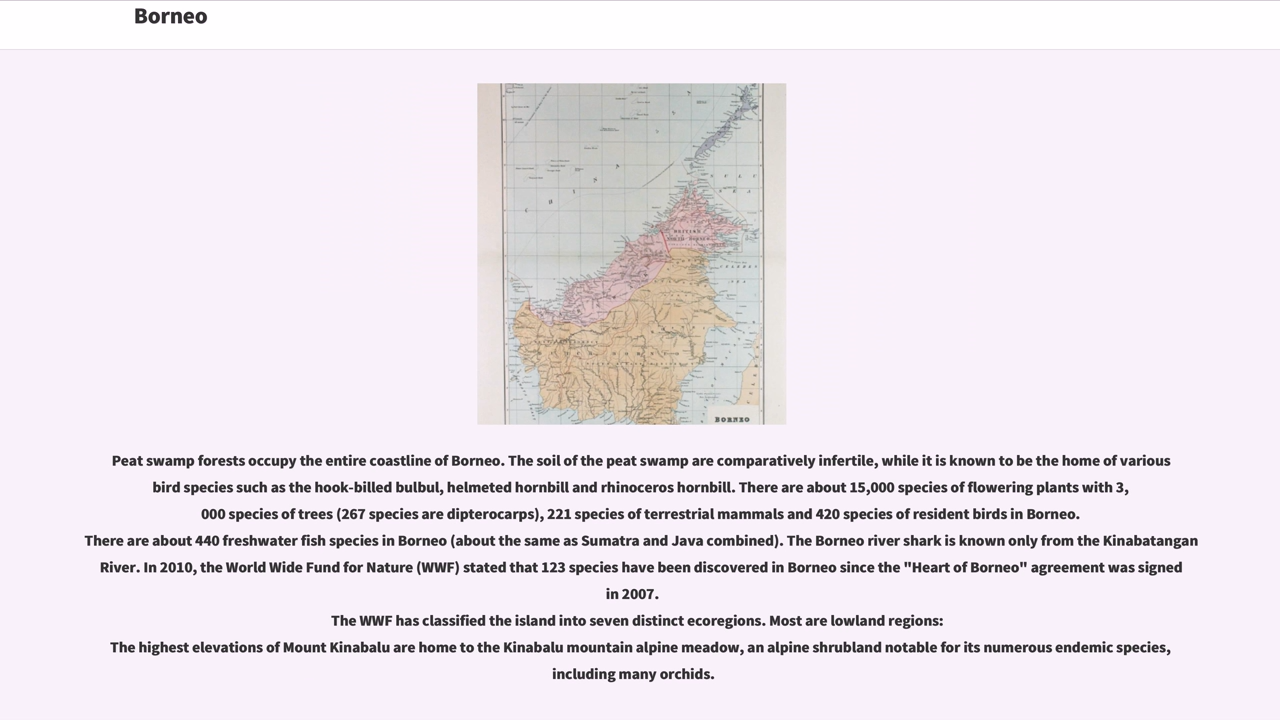 Borneo
BRITISH
NORTH BORNEO
BORNEO
Peat swamp forests occupy the entire coastline of Borneo. The soil of the peat swamp are comparatively infertile, while it is known to be the home of various
bird species such as the hook-billed bulbul, helmeted hornbill and rhinoceros hornbill. There are about 15,000 species of flowering plants with 3,
000 species of trees (267 species are dipterocarps), 221 species of terrestrial mammals and 420 species of resident birds in Borneo.
There are about 440 freshwater fish species in Borneo (about the same as Sumatra and Java combined). The Borneo river shark is known only from the Kinabatangan
River. In 2010, the World Wide Fund for Nature (WWF) stated that 123 species have been discovered in Borneo since the "Heart of Borneo" agreement was signed
in 2007.
The WWF has classified the island into seven distinct ecoregions. Most are lowland regions:
The highest elevations of Mount Kinabalu are home to the Kinabalu mountain alpine meadow, an alpine shrubland notable for its numerous endemic species,
including many orchids.